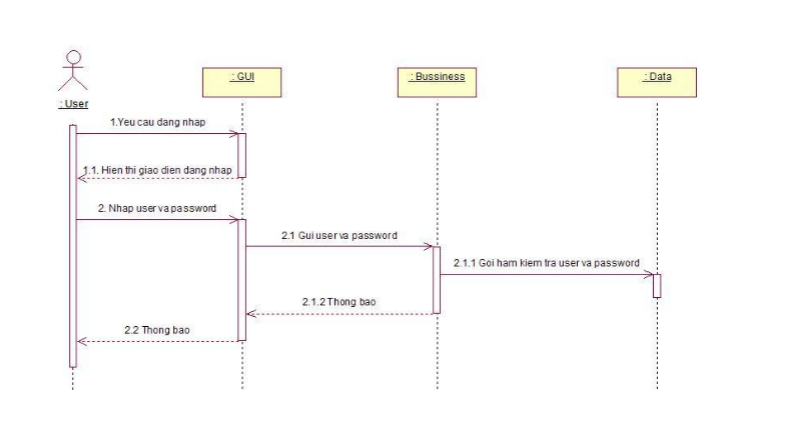 : User
: GUI
: Bussiness
: Data
1.Yeu cau dang nhap
1.1. Hien thi giao dien dang nhap
2. Nhap user va password
2.1 Gui user va password
2.1.1 Goi ham kiem tra user va password
2.1.2 Thong bao
2.2 Thong bao